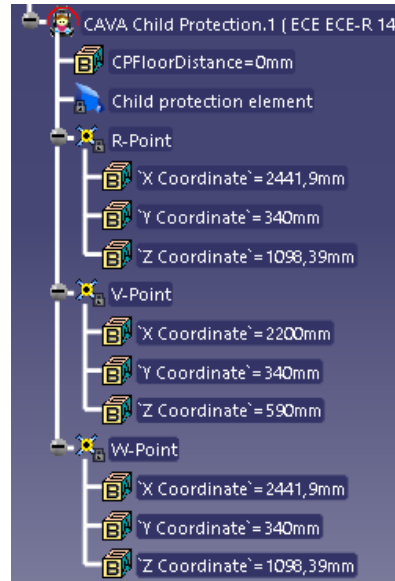 CAVA Child Protection.1 ( ECE ECE-R 14
CPFloorDistance=0mm
Child protection element
R-Point
`X Coordinate`=2441,9mm
`Y Coordinate`=340mm
`Z Coordinate`=1098,39mm
V-Point
`X Coordinate`=2200mm
`Y Coordinate`=340mm
`Z Coordinate`=590mm
W-Point
`X Coordinate`=2441,9mm
`Y Coordinate`=340mm
`Z Coordinate`=1098,39mm